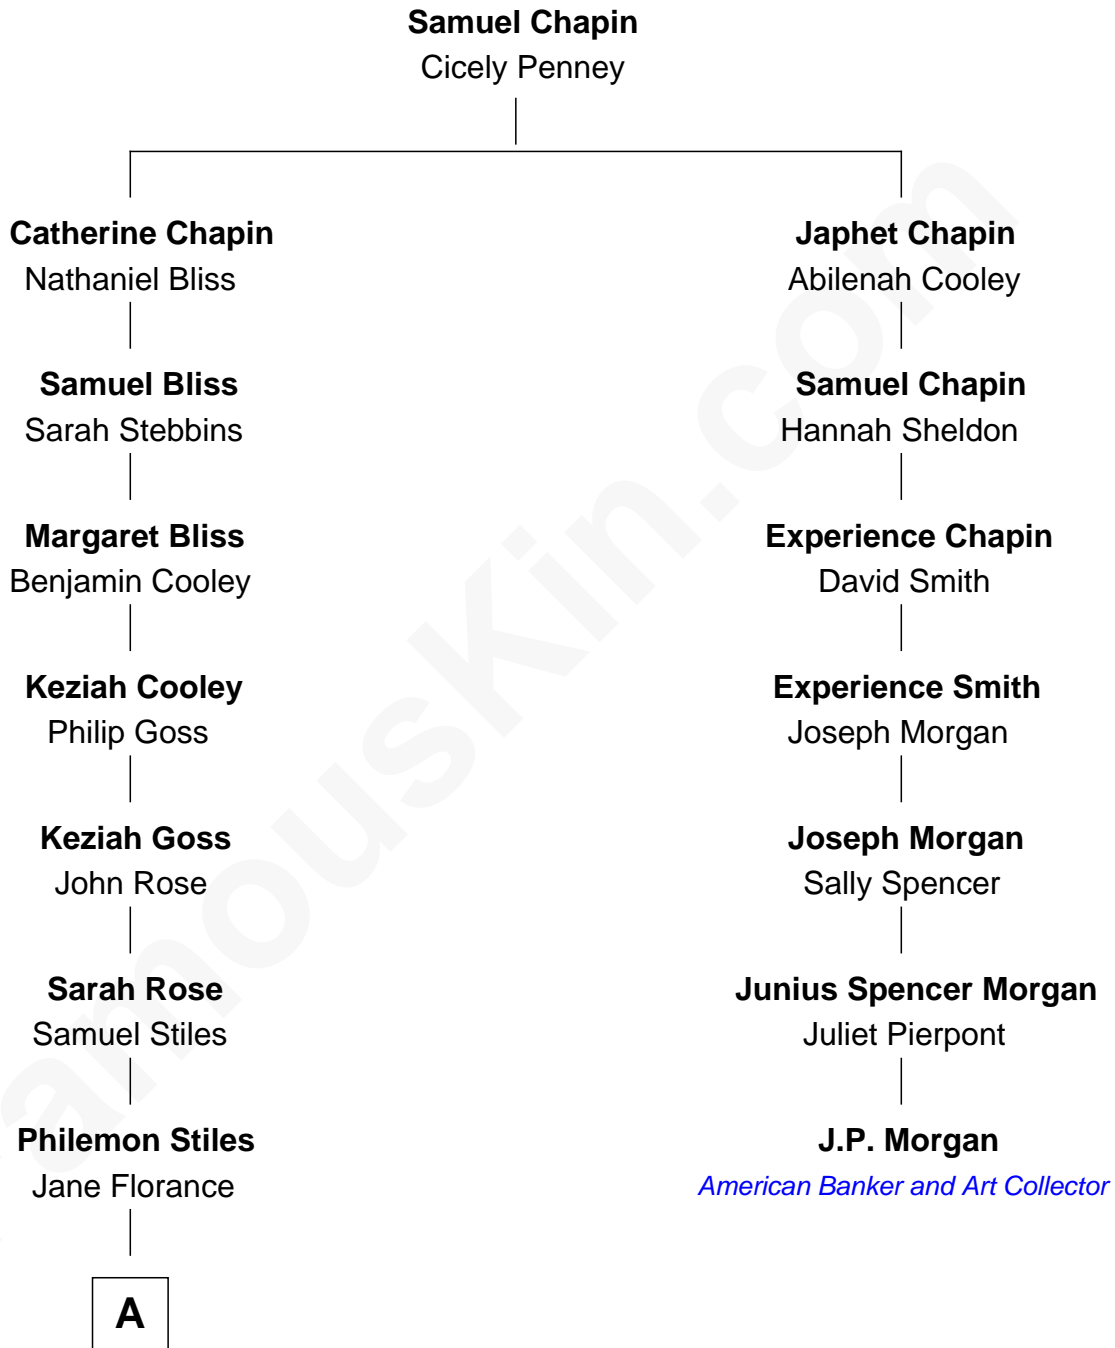 Samuel Chapin
Cicely Penney
Catherine Chapin
Nathaniel Bliss
Japhet Chapin
Abilenah Cooley
Samuel Bliss
Sarah Stebbins
Samuel Chapin
Hannah Sheldon
Margaret Bliss
Benjamin Cooley
Experience Chapin
David Smith
Keziah Cooley
Philip Goss
Experience Smith
Joseph Morgan
Keziah Goss
John Rose
Joseph Morgan
Sally Spencer
Sarah Rose
Samuel Stiles
Junius Spencer Morgan
Juliet Pierpont
Philemon Stiles
Jane Florance
J.P. Morgan
American Banker and Art Collector
A
amouskin.com